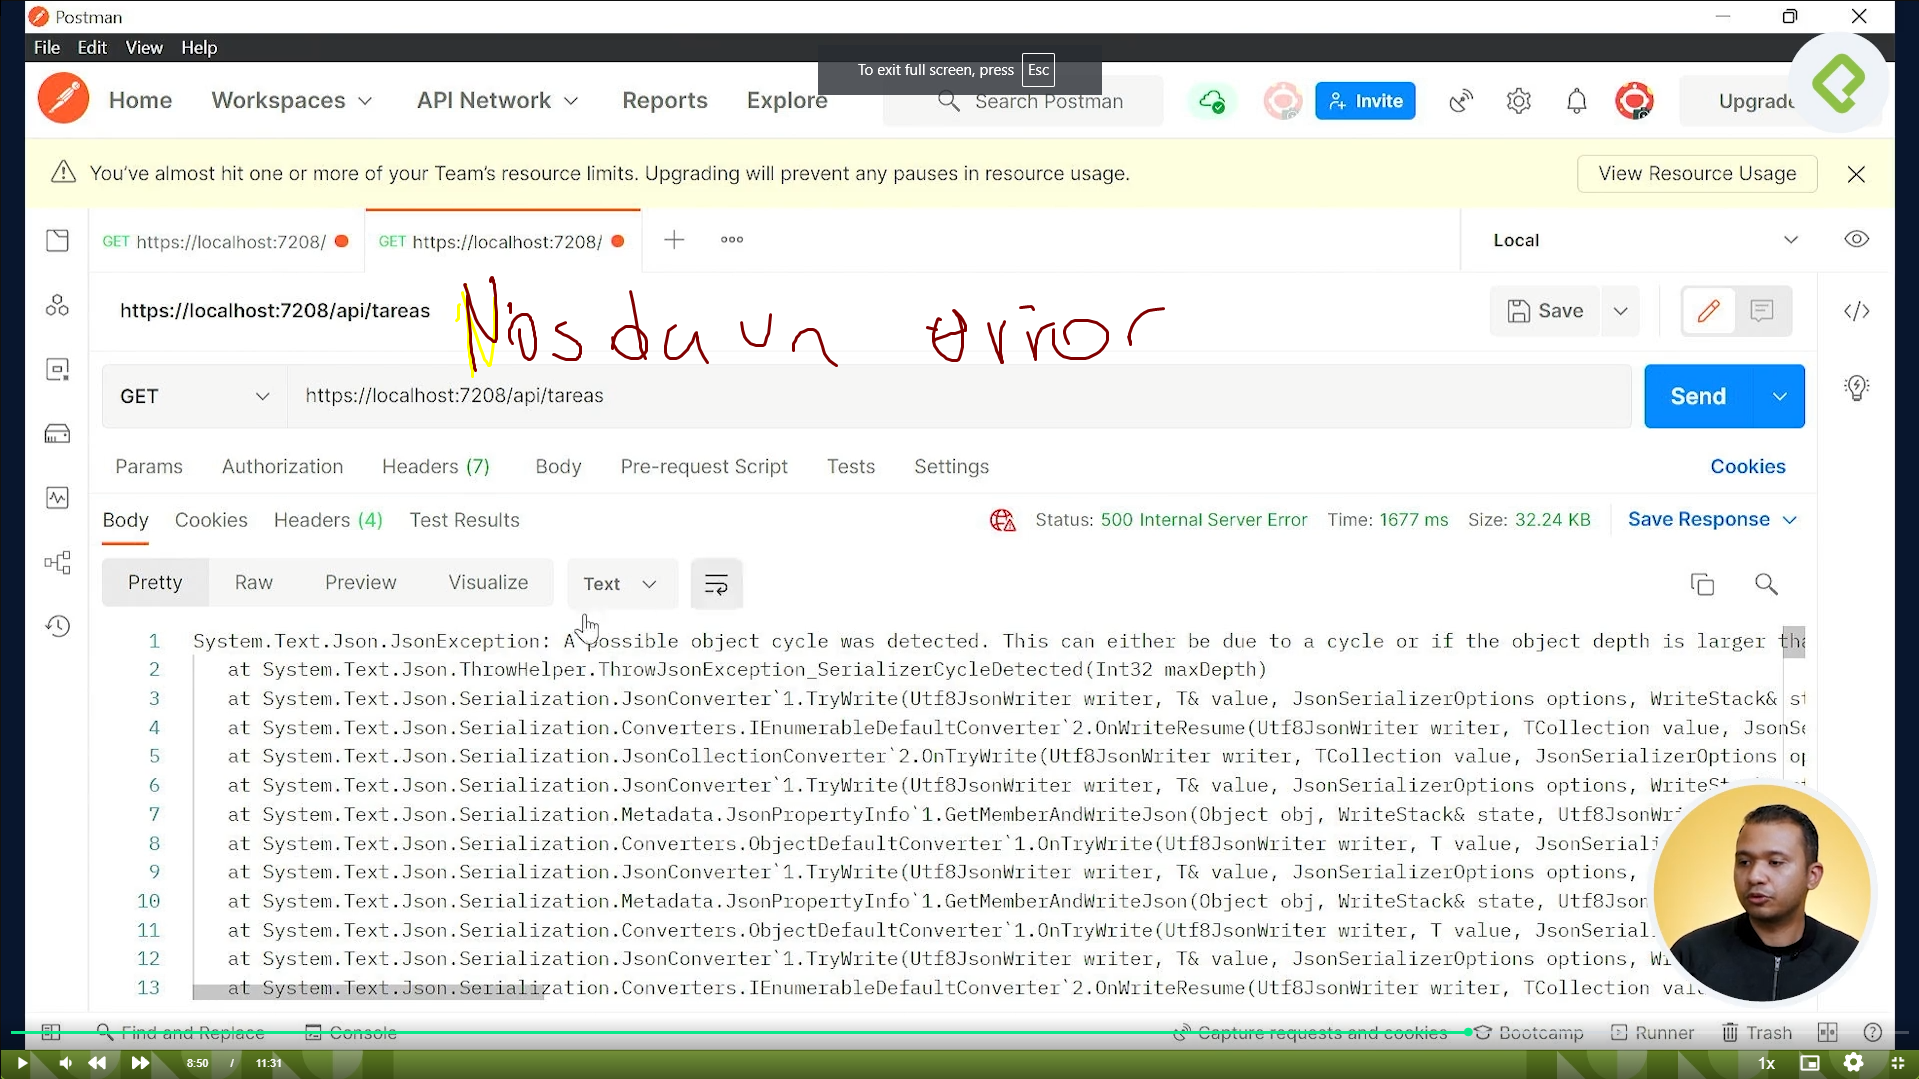 Postman
File Edit View Help
To exit full screen, press Esc
Home Workspaces API Network Reports Explore Search Postman Invite Upgrade
You've almost hit one or more of your Team's resource limits. Upgrading will prevent any pauses in resource usage. View Resource Usage
GET https://localhost:7208/ GET https://localhost:7208/ Local
https://localhost:7208/api/tareas Nos da un error Save
GET https://localhost:7208/api/tareas Send
Params Authorization Headers (7) Body Pre-request Script Tests Settings Cookies
Body Cookies Headers (4) Test Results Status: 500 Internal Server Error Time: 1677 ms Size: 32.24 KB Save Response
Pretty Raw Preview Visualize Text
1 System.Text.Json.JsonException: A possible object cycle was detected. This can either be due to a cycle or if the object depth is larger tha
2 at System.Text.Json.ThrowHelper.ThrowJsonException_SerializerCycleDetected(Int32 maxDepth)
3 at System.Text.Json.Serialization.JsonConverter`1.TryWrite(Utf8JsonWriter writer, T& value, JsonSerializerOptions options, WriteStack& st
4 at System.Text.Json.Serialization.Converters.IEnumerableDefaultConverter`2.OnWriteResume(Utf8JsonWriter writer, TCollection value, JsonSe
5 at System.Text.Json.Serialization.JsonCollectionConverter`2.OnTryWrite(Utf8JsonWriter writer, TCollection value, JsonSerializerOptions op
6 at System.Text.Json.Serialization.JsonConverter`1.TryWrite(Utf8JsonWriter writer, T& value, JsonSerializerOptions options,
7 at System.Text.Json.Serialization.Metadata.JsonPropertyInfo`1.GetMemberAndWriteJson(Object obj, WriteStack& state, Utf8JsonWri
8 at System.Text.Json.Serialization.Converters.ObjectDefaultConverter`1.OnTryWrite(Utf8JsonWriter writer, T value, JsonSeriali
9 at System.Text.Json.Serialization.JsonConverter`1.TryWrite(Utf8JsonWriter writer, T& value, JsonSerializerOptions options,
10 at System.Text.Json.Serialization.Metadata.JsonPropertyInfo`1.GetMemberAndWriteJson(Object obj, WriteStack& state, Utf8Json
11 at System.Text.Json.Serialization.Converters.ObjectDefaultConverter`1.OnTryWrite(Utf8JsonWriter writer, T value, JsonSerial
12 at System.Text.Json.Serialization.JsonConverter`1.TryWrite(Utf8JsonWriter writer, T& value, JsonSerializerOptions options,
13 at System.Text.Json.Serialization.Converters.IEnumerableDefaultConverter`2.OnWriteResume(Utf8JsonWriter writer, TCollection
Find and Replace Console Capture requests and cookies Bootcamp Runner Trash
8:50 / 11:31 1x